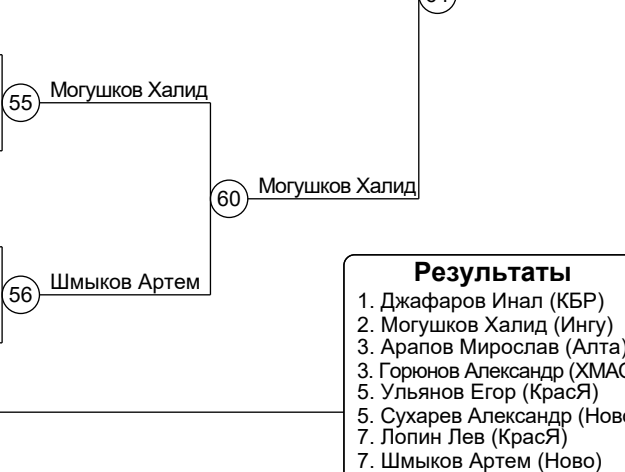 55
Могушков Халид
60
Могушков Халид
56
Шмыков Артем
Результаты
1. Джафаров Инал (КБР)
2. Могушков Халид (Ингу)
3. Арапов Мирослав (Алта)
3. Горюнов Александр (ХМАО
5. Ульянов Егор (КрасЯ)
5. Сухарев Александр (Ново
7. Лопин Лев (КрасЯ)
7. Шмыков Артем (Ново)